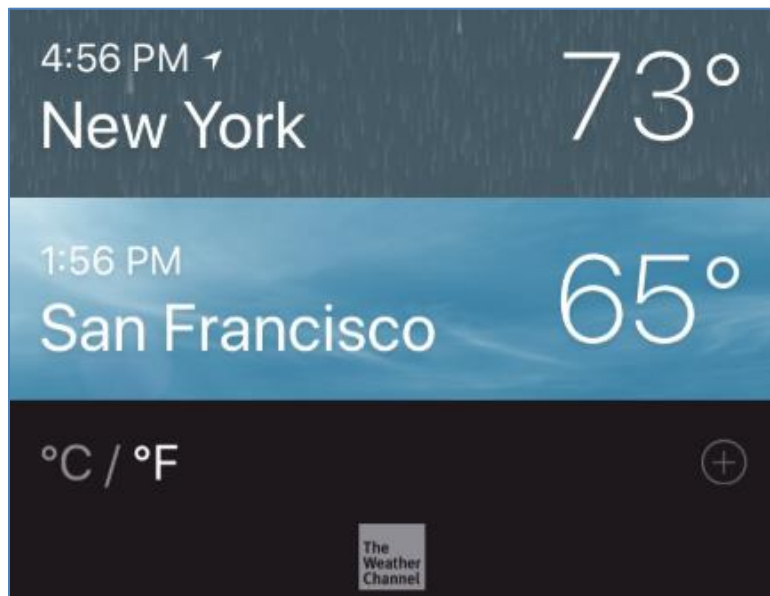 4:56 PM
73°
New York
1:56 PM
65°
San Francisco
°C / °F
The
Weather
Channel